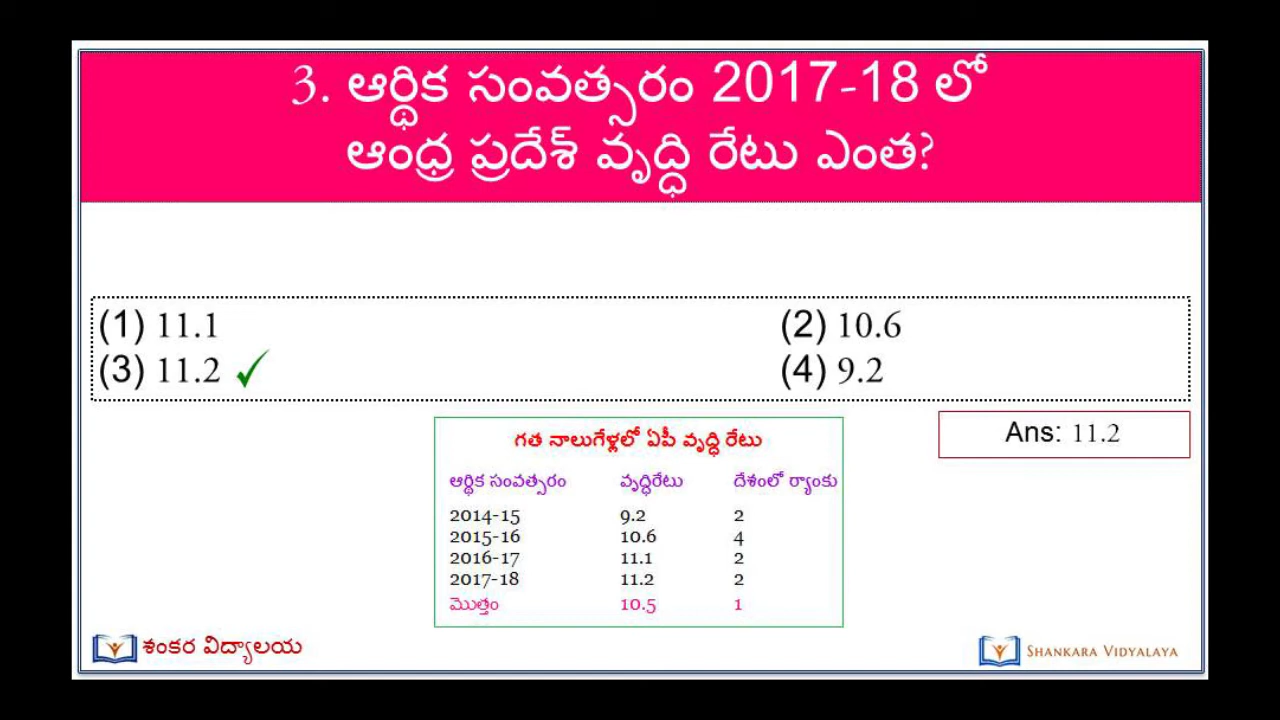 3. ఆర్థిక సంవత్సరం 2017-18 లో
ఆంధ్ర ప్రదేశ్ వృద్ధి రేటు ఎంత?
(1) 11.1 (2) 10.6
(3) 11.2 (4) 9.2
Ans: 11.2
గత నాలుగేళ్లలో ఏపీ వృద్ధి రేటు
ఆర్థిక సంవత్సరం వృద్ధిరేటు దేశంలో ర్యాంకు
2014-15 9.2 2
2015-16 10.6 4
2016-17 11.1 2
2017-18 11.2 2
మొత్తం 10.5 1
శంకర విద్యాలయ
SHANKARA VIDYALAYA